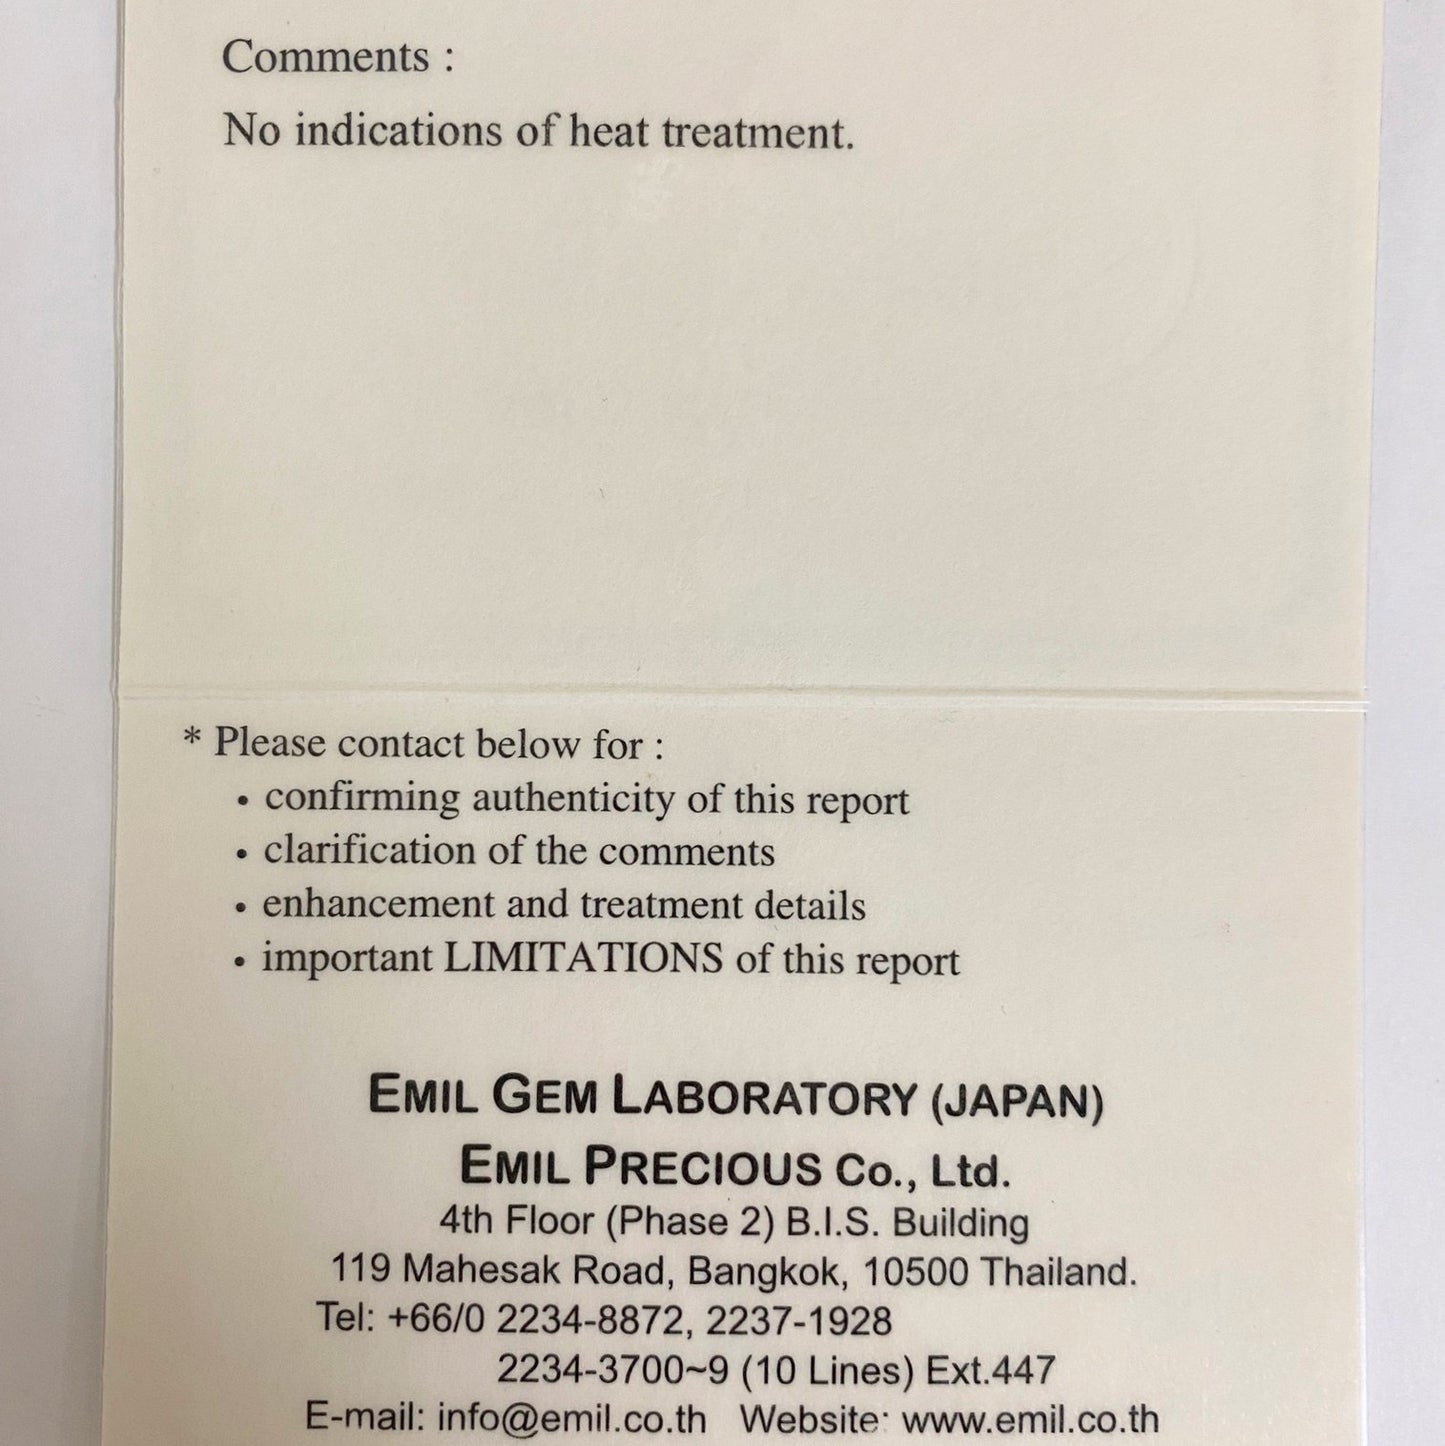 Comments :
No indications of heat treatment.
* Please contact below for :
• confirming authenticity of this report
• clarification of the comments
• enhancement and treatment details
• important LIMITATIONS of this report
EMIL GEM LABORATORY (JAPAN)
EMIL PRECIOUS Co., Ltd.
4th Floor (Phase 2) B.I.S. Building
119 Mahesak Road, Bangkok, 10500 Thailand.
Tel: +66/0 2234-8872, 2237-1928
2234-3700~9 (10 Lines) Ext.447
E-mail: info@emil.co.th Website: www.emil.co.th